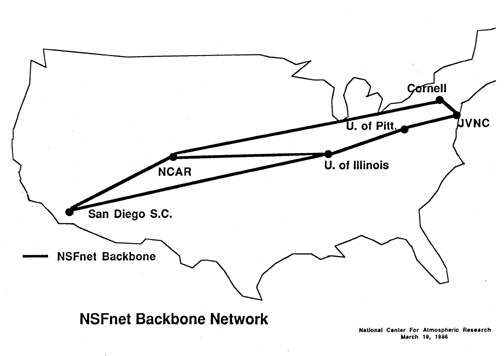 Cornell
U. of Pitt.
JVNC
U. of Illinois
NCAR
San Diego S.C.
NSFnet Backbone
NSFnet Backbone Network
National Center For Atmospheric Research
March 19, 1986